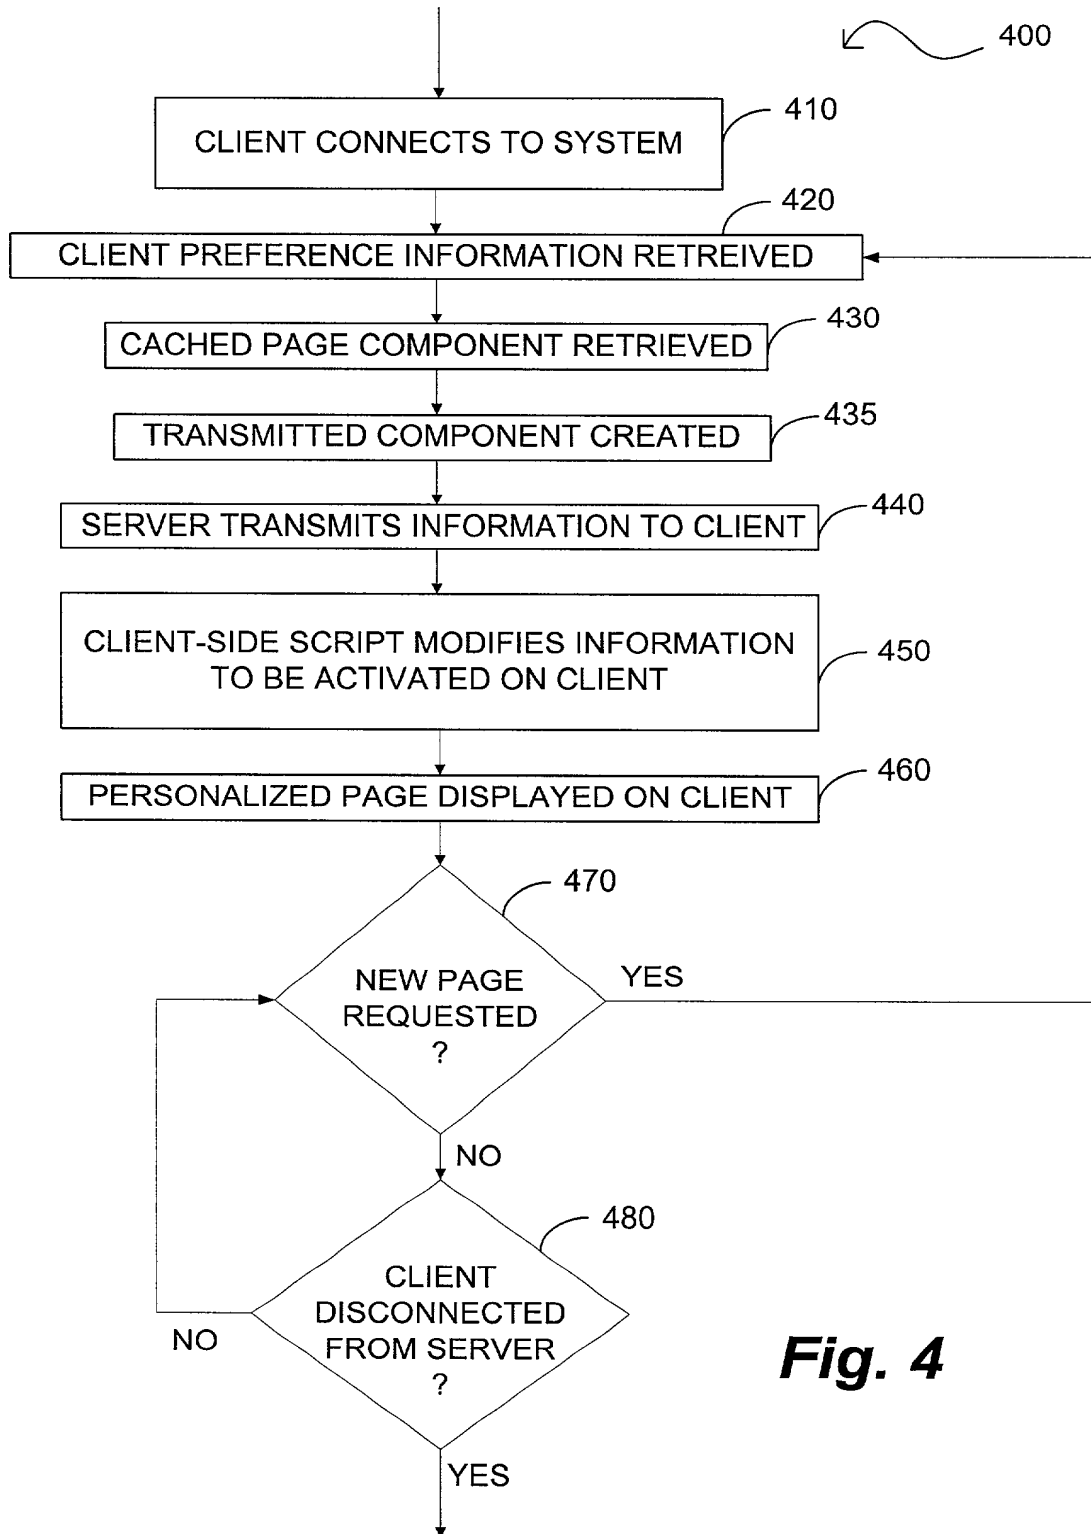 400
410
CLIENT CONNECTS TO SYSTEM
420
CLIENT PREFERENCE INFORMATION RETREIVED
430
CACHED PAGE COMPONENT RETRIEVED
435
TRANSMITTED COMPONENT CREATED
440
SERVER TRANSMITS INFORMATION TO CLIENT
CLIENT-SIDE SCRIPT MODIFIES INFORMATION
TO BE ACTIVATED ON CLIENT
450
460
PERSONALIZED PAGE DISPLAYED ON CLIENT
470
NEW PAGE
REQUESTED
?
YES
NO
480
CLIENT
DISCONNECTED
FROM SERVER
?
NO
YES
Fig. 4